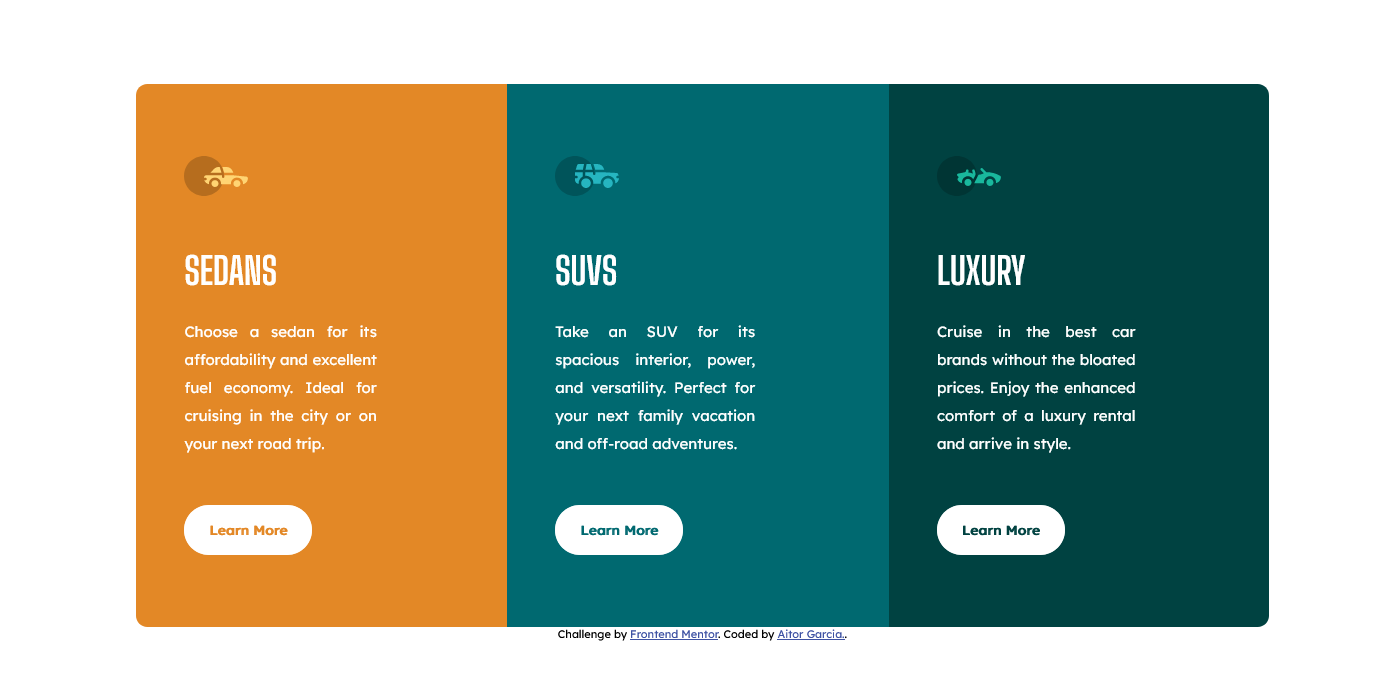 SEDANS
Choose a sedan for its
affordability and excellent
fuel economy. Ideal for
cruising in the city or on
your next road trip.
Learn More
SUVS
Take an SUV for its
spacious interior, power,
and versatility. Perfect for
your next family vacation
and off-road adventures.
Learn More
LUXURY
Cruise in the best car
brands without the bloated
prices. Enjoy the enhanced
comfort of a luxury rental
and arrive in style.
Learn More
Challenge by Frontend Mentor. Coded by Aitor Garcia..